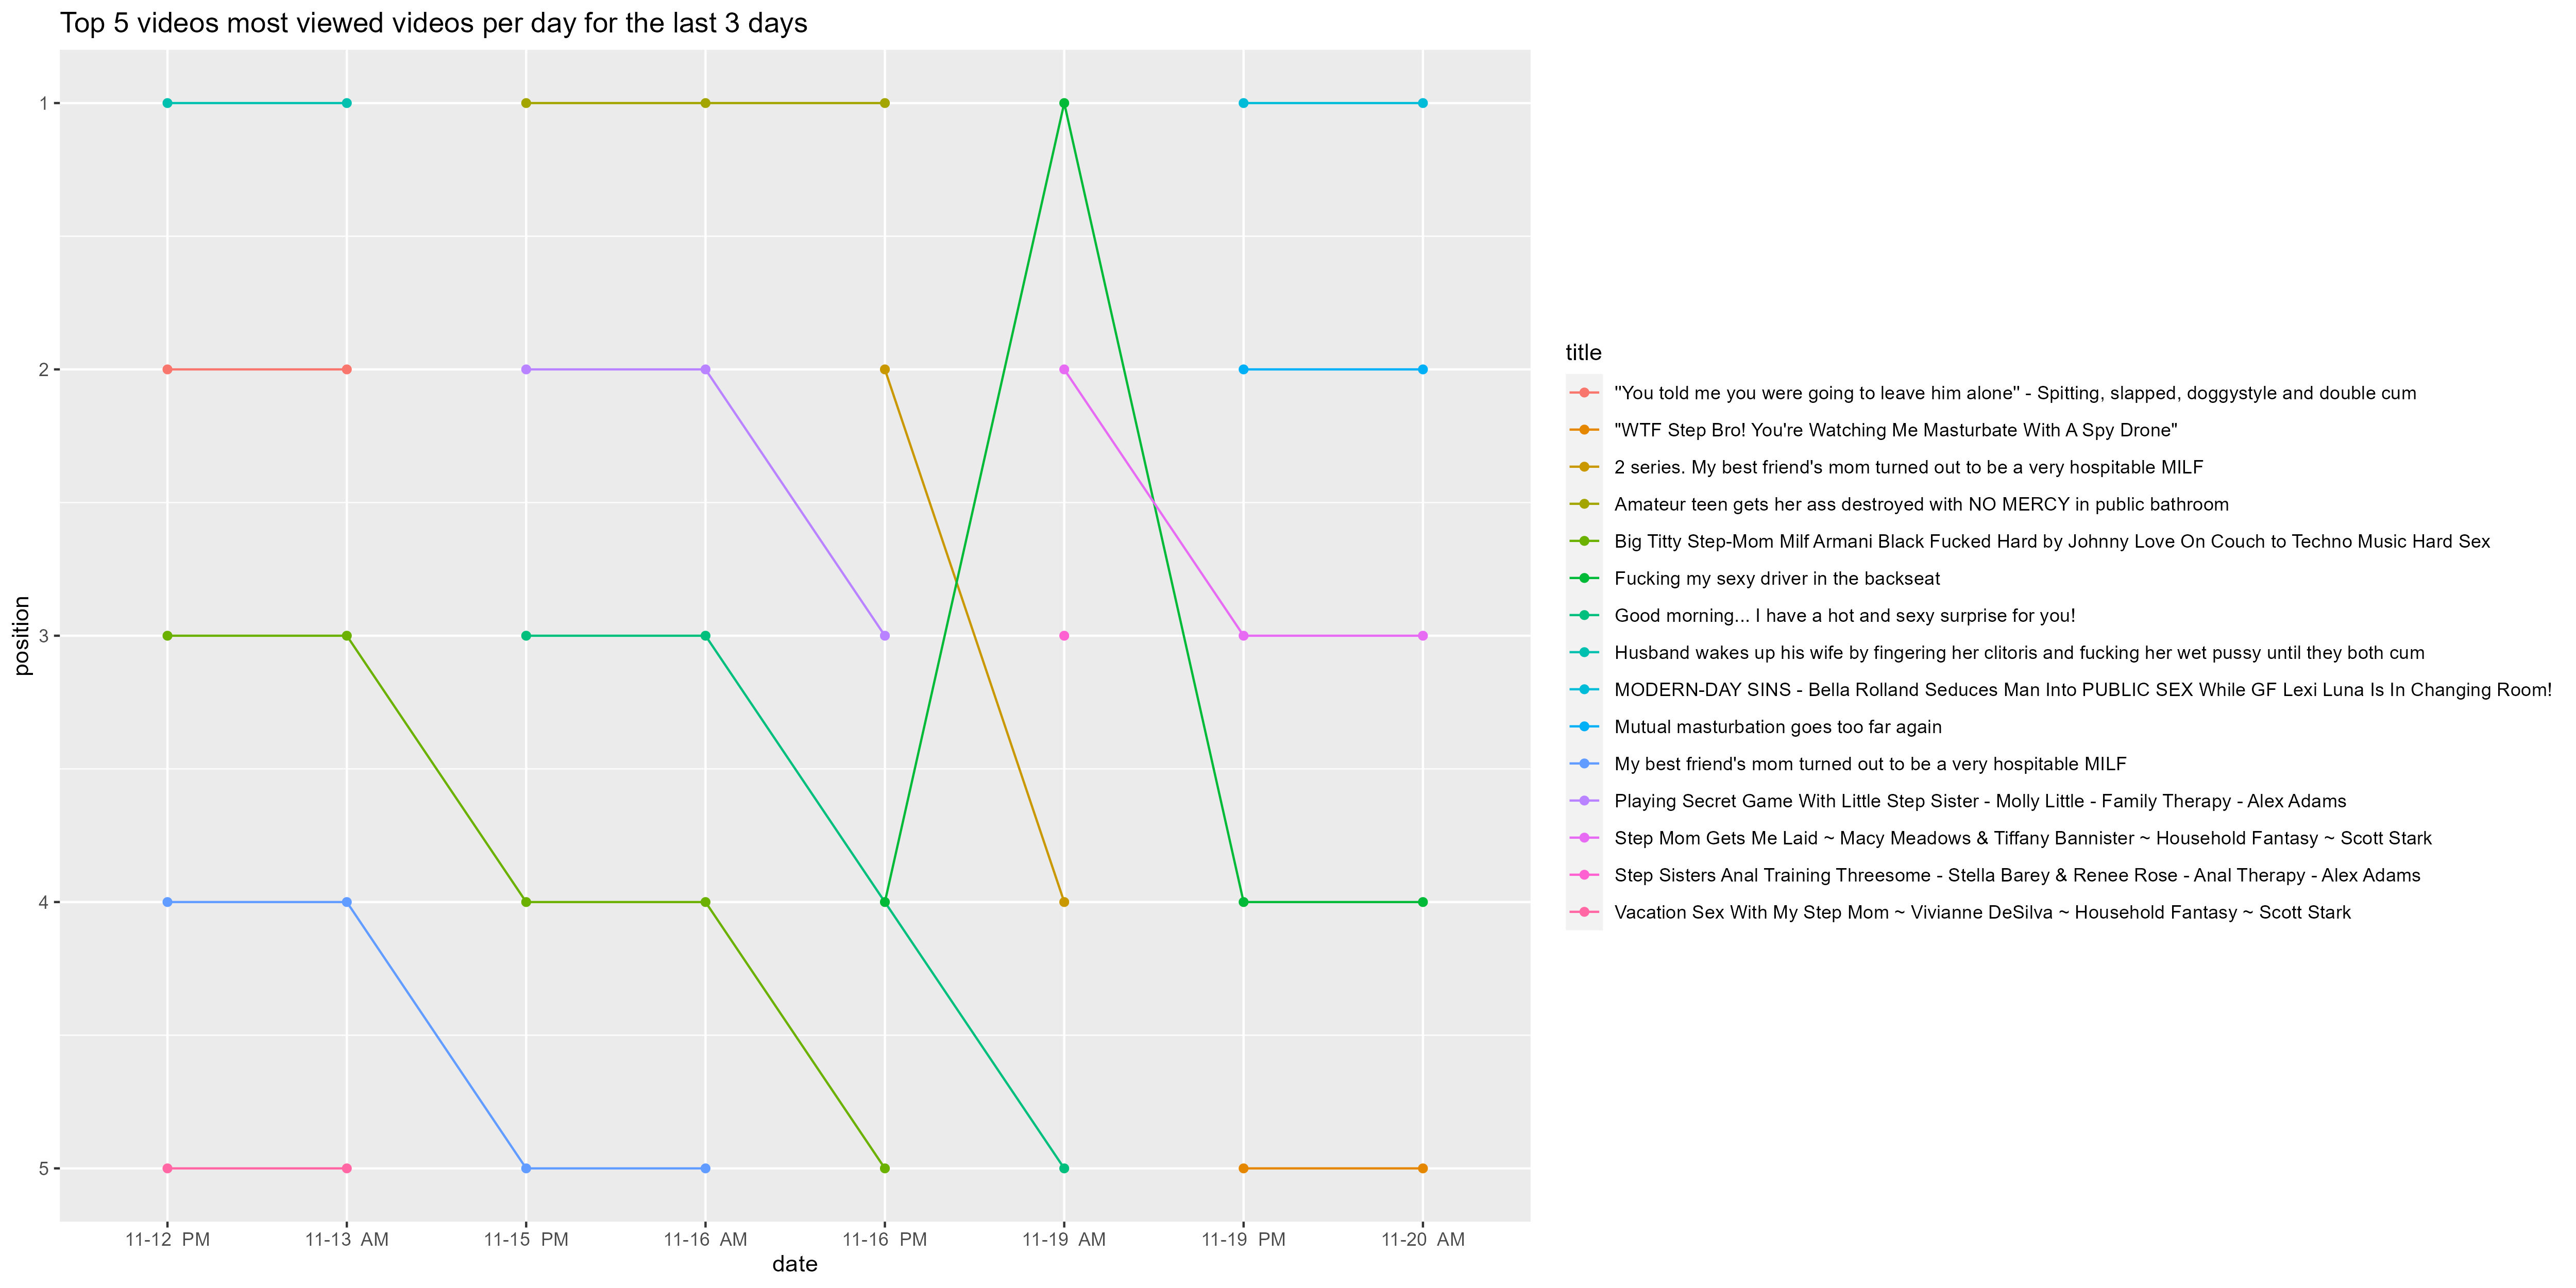 Top 5 videos most viewed videos per day for the last 3 days
1
2
3
4
5
position
11-12 PM
11-13 AM
11-15 PM
11-16 AM
11-16 PM
11-19 AM
11-19 PM
11-20 AM
date
title
"You told me you were going to leave him alone" - Spitting, slapped, doggystyle and double cum
"WTF Step Bro! You're Watching Me Masturbate With A Spy Drone"
2 series. My best friend's mom turned out to be a very hospitable MILF
Amateur teen gets her ass destroyed with NO MERCY in public bathroom
Big Titty Step-Mom Milf Armani Black Fucked Hard by Johnny Love On Couch to Techno Music Hard Sex
Fucking my sexy driver in the backseat
Good morning... I have a hot and sexy surprise for you!
Husband wakes up his wife by fingering her clitoris and fucking her wet pussy until they both cum
MODERN-DAY SINS - Bella Rolland Seduces Man Into PUBLIC SEX While GF Lexi Luna Is In Changing Room!
Mutual masturbation goes too far again
My best friend's mom turned out to be a very hospitable MILF
Playing Secret Game With Little Step Sister - Molly Little - Family Therapy - Alex Adams
Step Mom Gets Me Laid ~ Macy Meadows & Tiffany Bannister ~ Household Fantasy ~ Scott Stark
Step Sisters Anal Training Threesome - Stella Barey & Renee Rose - Anal Therapy - Alex Adams
Vacation Sex With My Step Mom ~ Vivianne DeSilva ~ Household Fantasy ~ Scott Stark